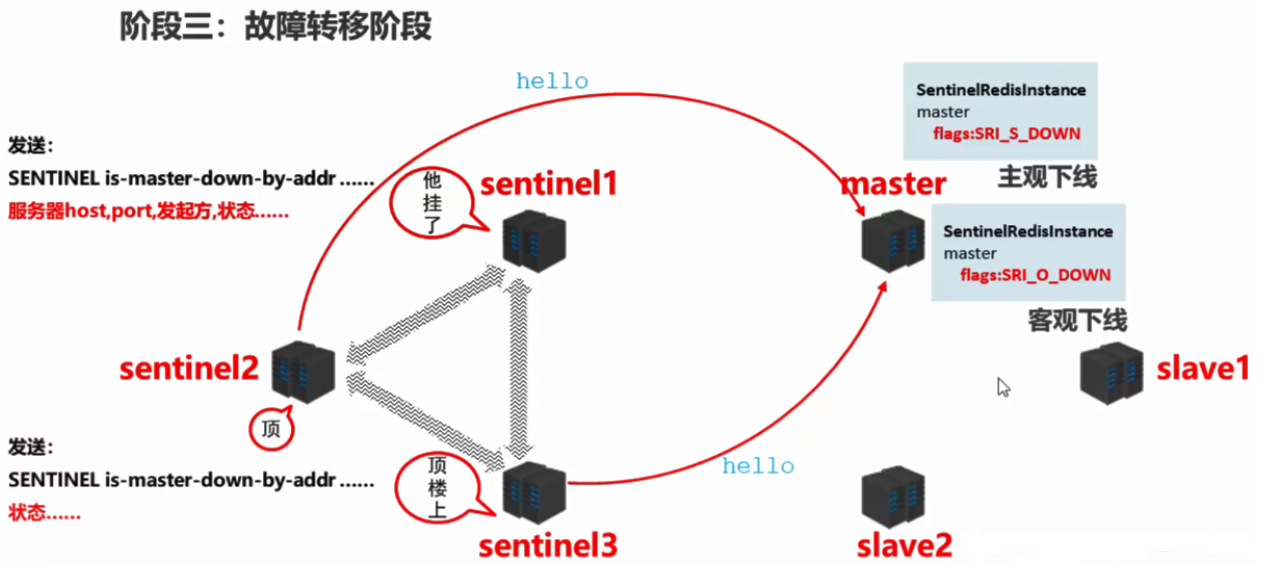 阶段三：故障转移阶段
hello
SentinelRedisInstance
master
flags:SRI_S_DOWN
主观下线
发送：
SENTINEL is-master-down-by-addr ......
服务器host,port,发起方,状态......
他
挂
了
sentinel1
master
SentinelRedisInstance
master
flags:SRI_O_DOWN
客观下线
sentinel2
slave1
顶
发送：
SENTINEL is-master-down-by-addr ......
状态......
顶
楼
上
hello
sentinel3
slave2